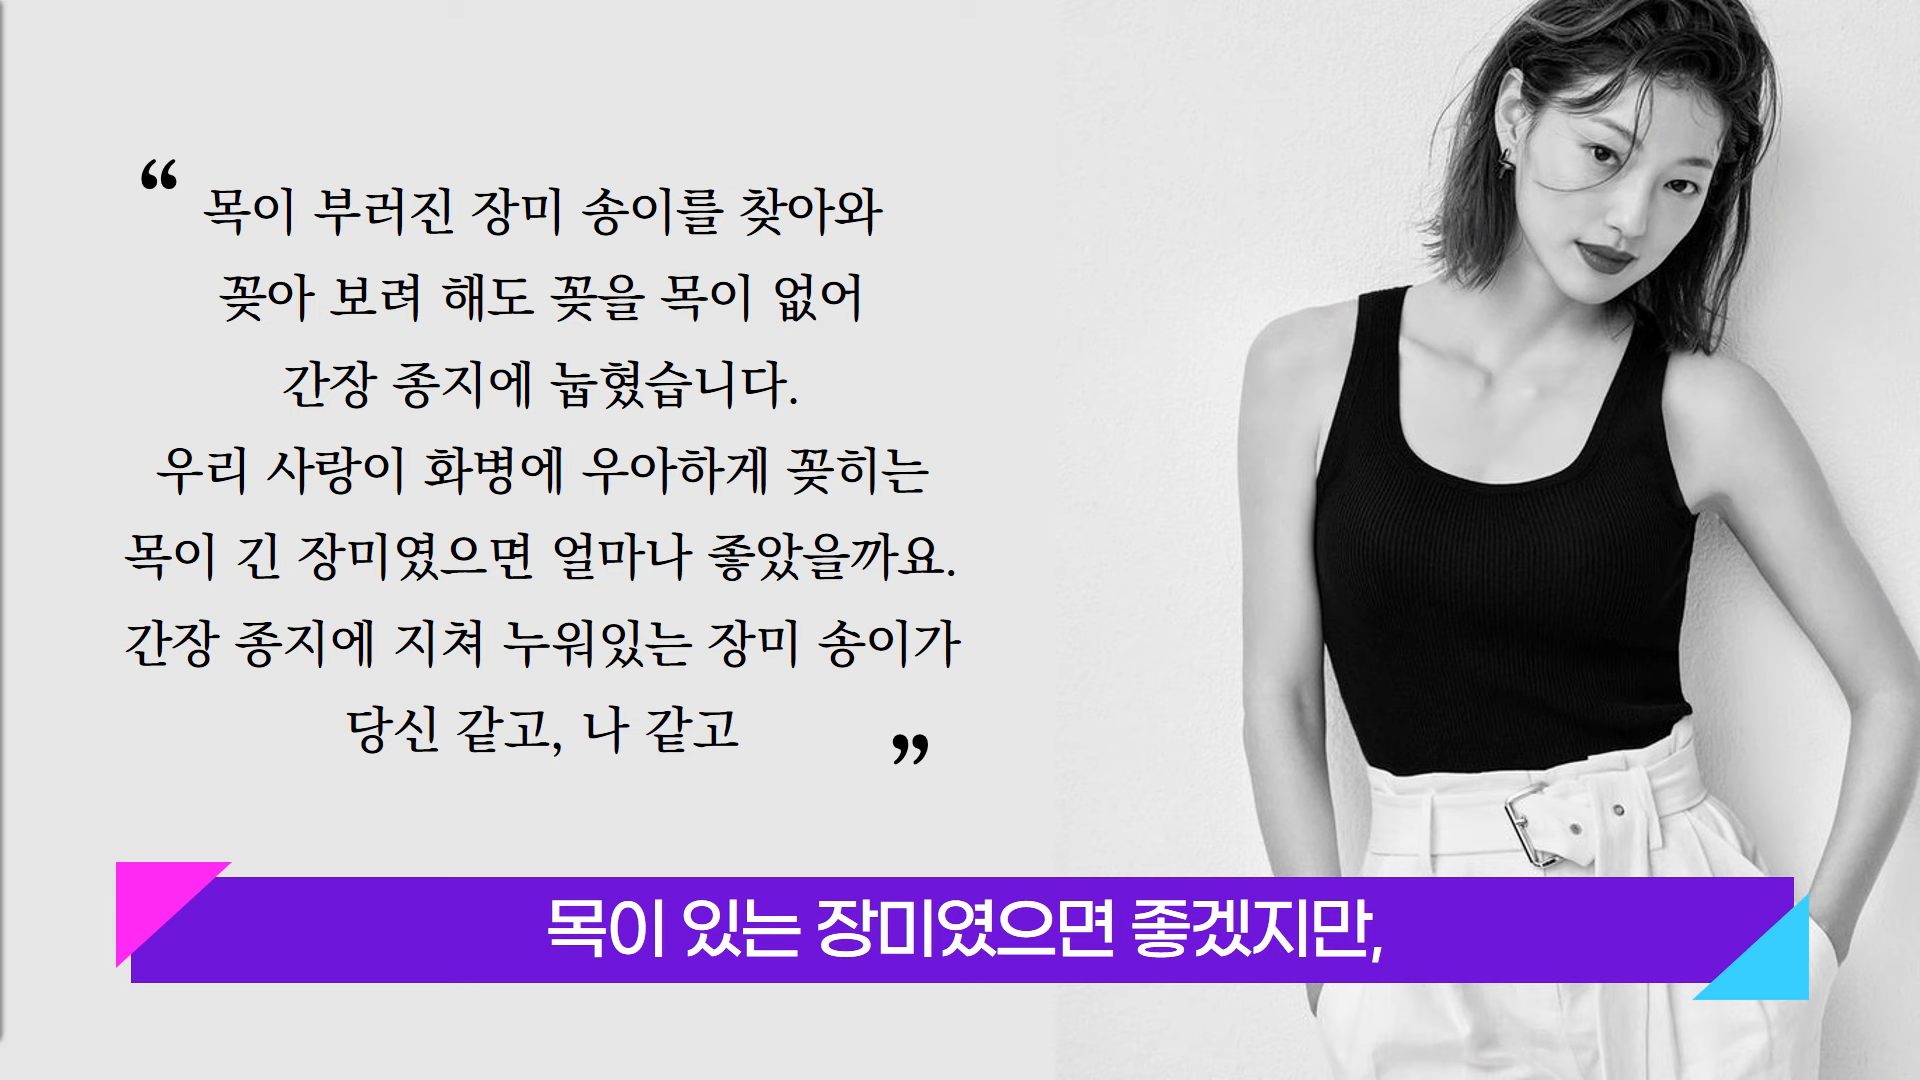 “ 목이 부러진 장미 송이를 찾아와
꽂아 보려 해도 꽂을 목이 없어
간장 종지에 눕혔습니다.
우리 사랑이 화병에 우아하게 꽂히는
목이 긴 장미였으면 얼마나 좋았을까요.
간장 종지에 지쳐 누워있는 장미 송이가
당신 같고, 나 같고 ”
목이 있는 장미였으면 좋겠지만,